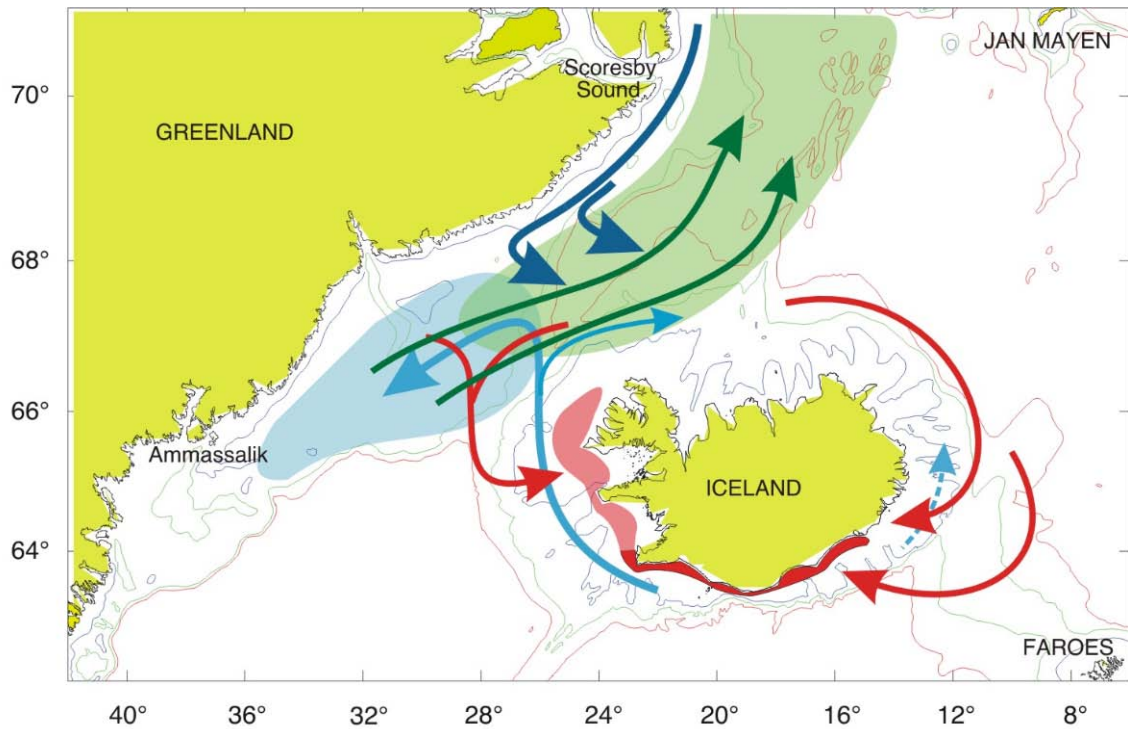 JAN MAYEN
Scoresby
Sound
70°
GREENLAND
68°
66°
Ammassalik
ICELAND
64°
FAROES
40° 36° 32° 28° 24° 20° 16° 12° 8°